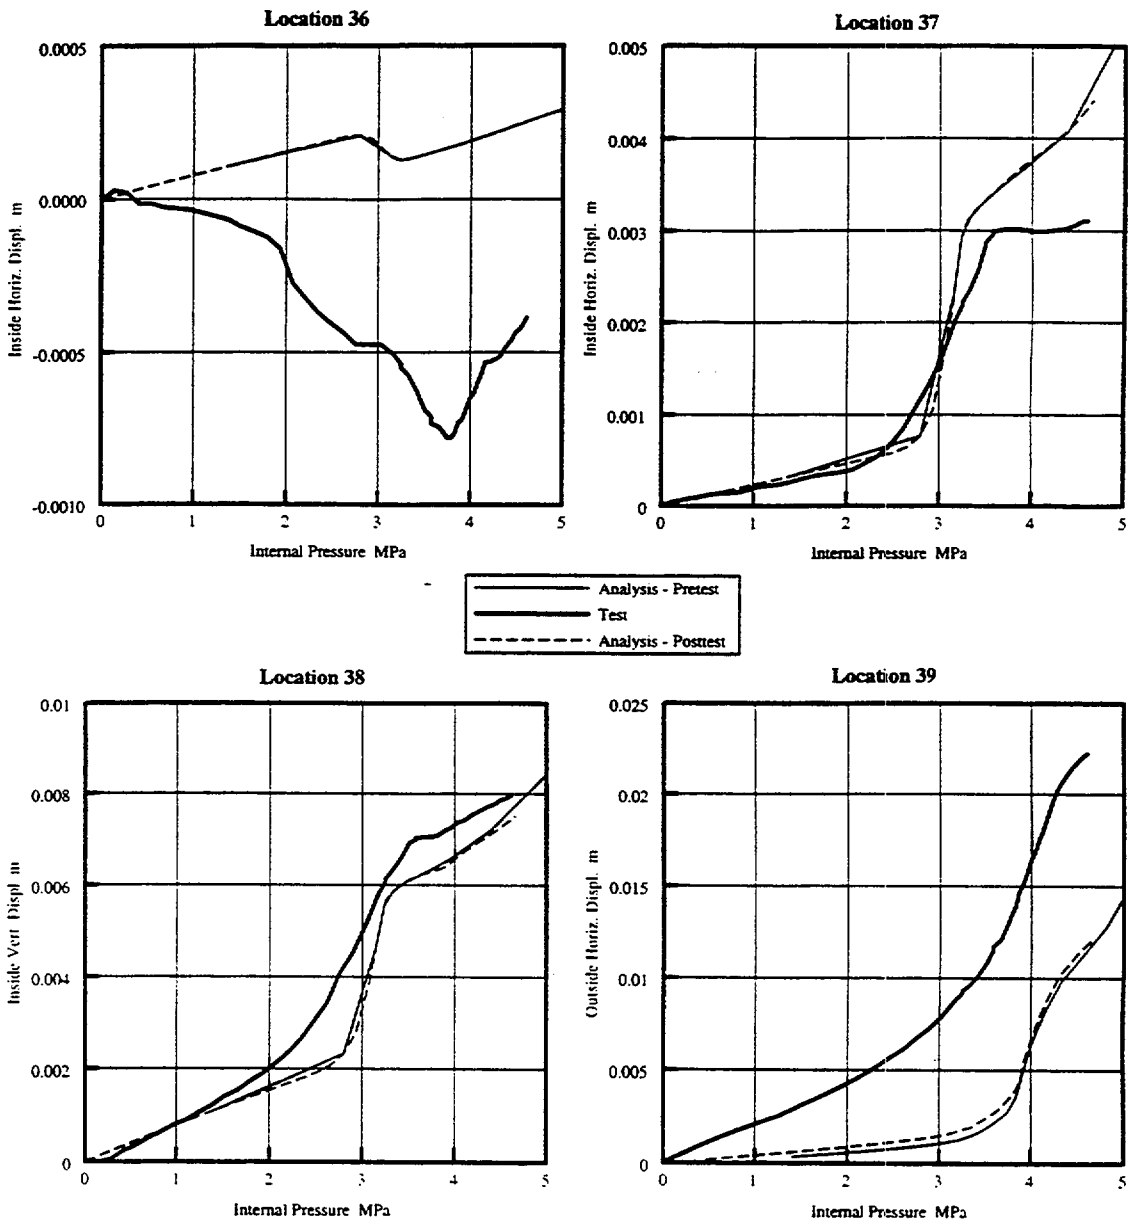 Location 36
0.0005
0.0000
-0.0005
-0.0010
Inside Horiz. Displ. m
0 1 2 3 4 5
Internal Pressure MPa
Location 37
0.005
0.004
0.003
0.002
0.001
0
Inside Horiz. Displ. m
0 1 2 3 4 5
Internal Pressure MPa
Analysis - Pretest
Test
Analysis - Posttest
Location 38
0.01
0.008
0.006
0.004
0.002
0
Inside Vert Displ m
0 1 2 3 4 5
Internal Pressure MPa
Location 39
0.025
0.02
0.015
0.01
0.005
0
Outside Horiz. Displ. m
0 1 2 3 4 5
Internal Pressure MPa